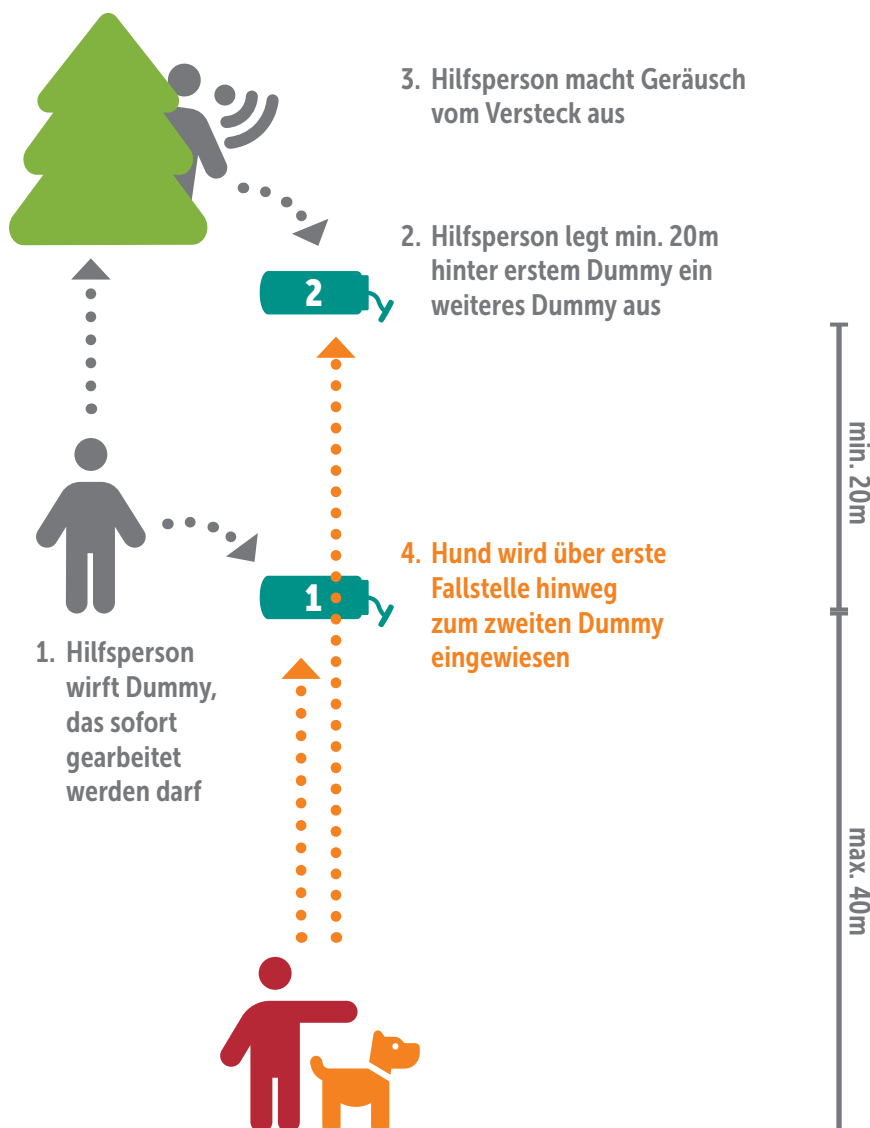 3. Hilfsperson macht Geräusch
vom Versteck aus
2. Hilfsperson legt min. 20m
hinter erstem Dummy ein
weiteres Dummy aus
2
min. 20m
4. Hund wird über erste
Fallstelle hinweg
zum zweiten Dummy
eingewiesen
1
1. Hilfsperson
wirft Dummy,
das sofort
gearbeitet
werden darf
max. 40m